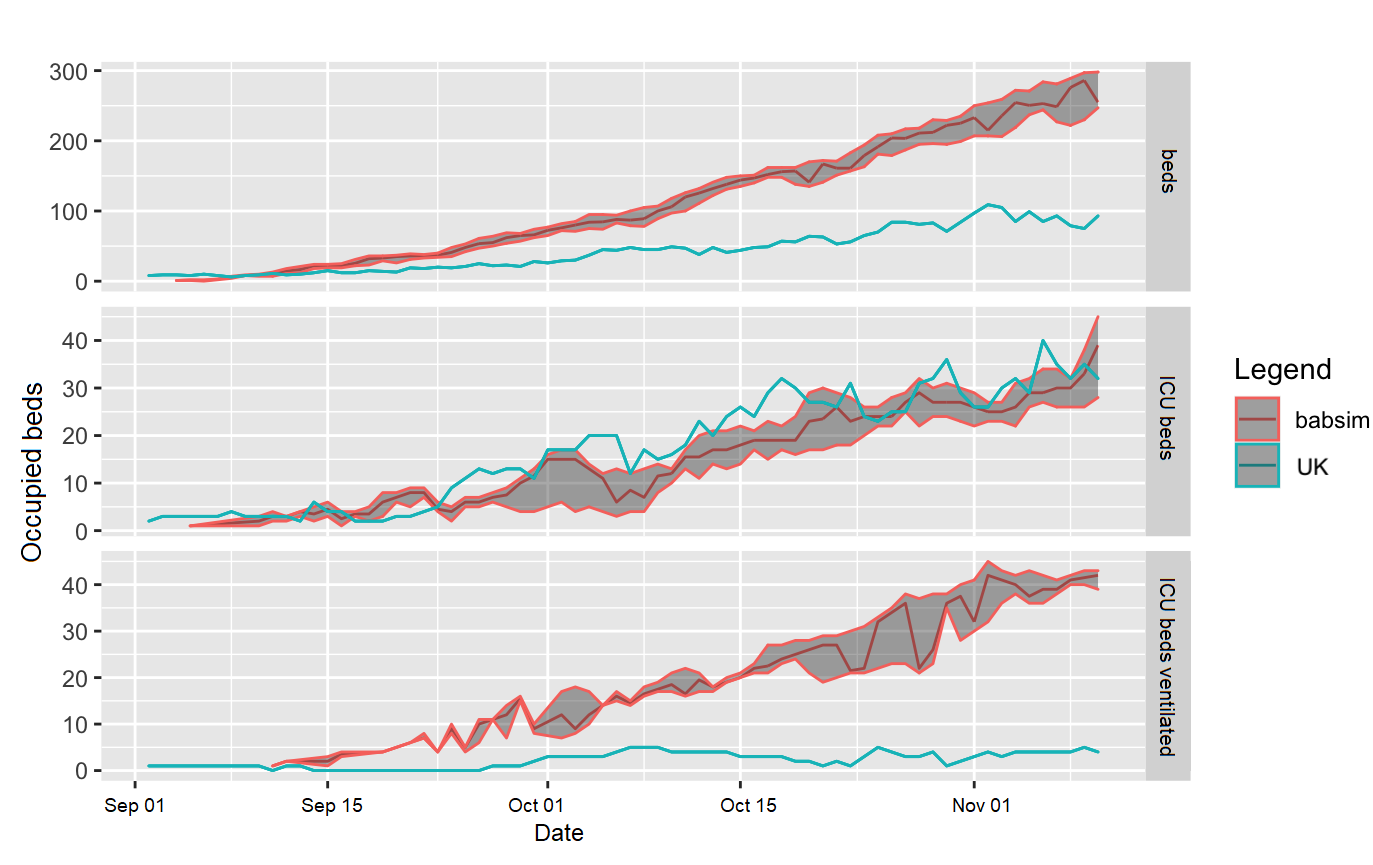 300
200
100
0
beds
40
30
20
10
0
ICU beds
40
30
20
10
0
ICU beds ventilated
Occupied beds
Sep 01
Sep 15
Oct 01
Oct 15
Nov 01
Date
Legend
babsim
UK